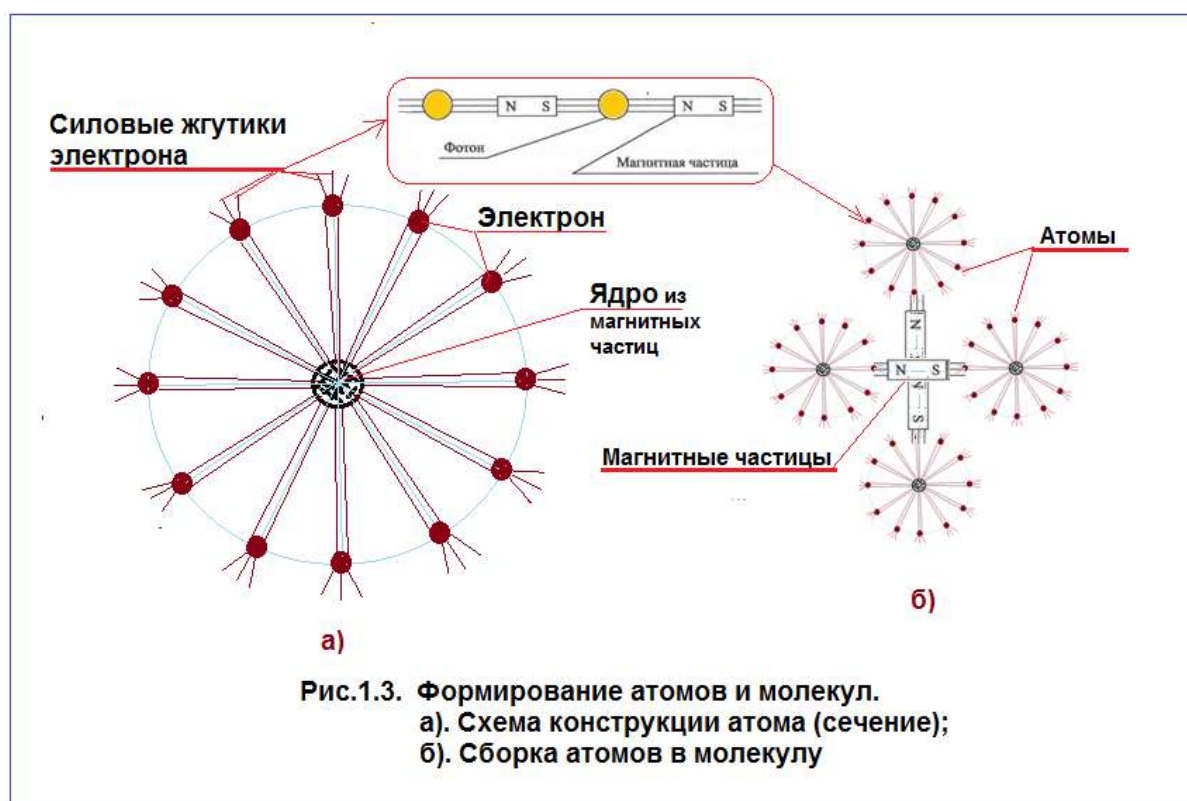 N S
N S
Фотон
Магнитная частица
Силовые жгутики
электрона
Электрон
Ядро из
магнитных
частиц
Атомы
N
N S
S
Магнитные частицы
а)
б)
Рис.1.3. Формирование атомов и молекул.
а). Схема конструкции атома (сечение);
б). Сборка атомов в молекулу